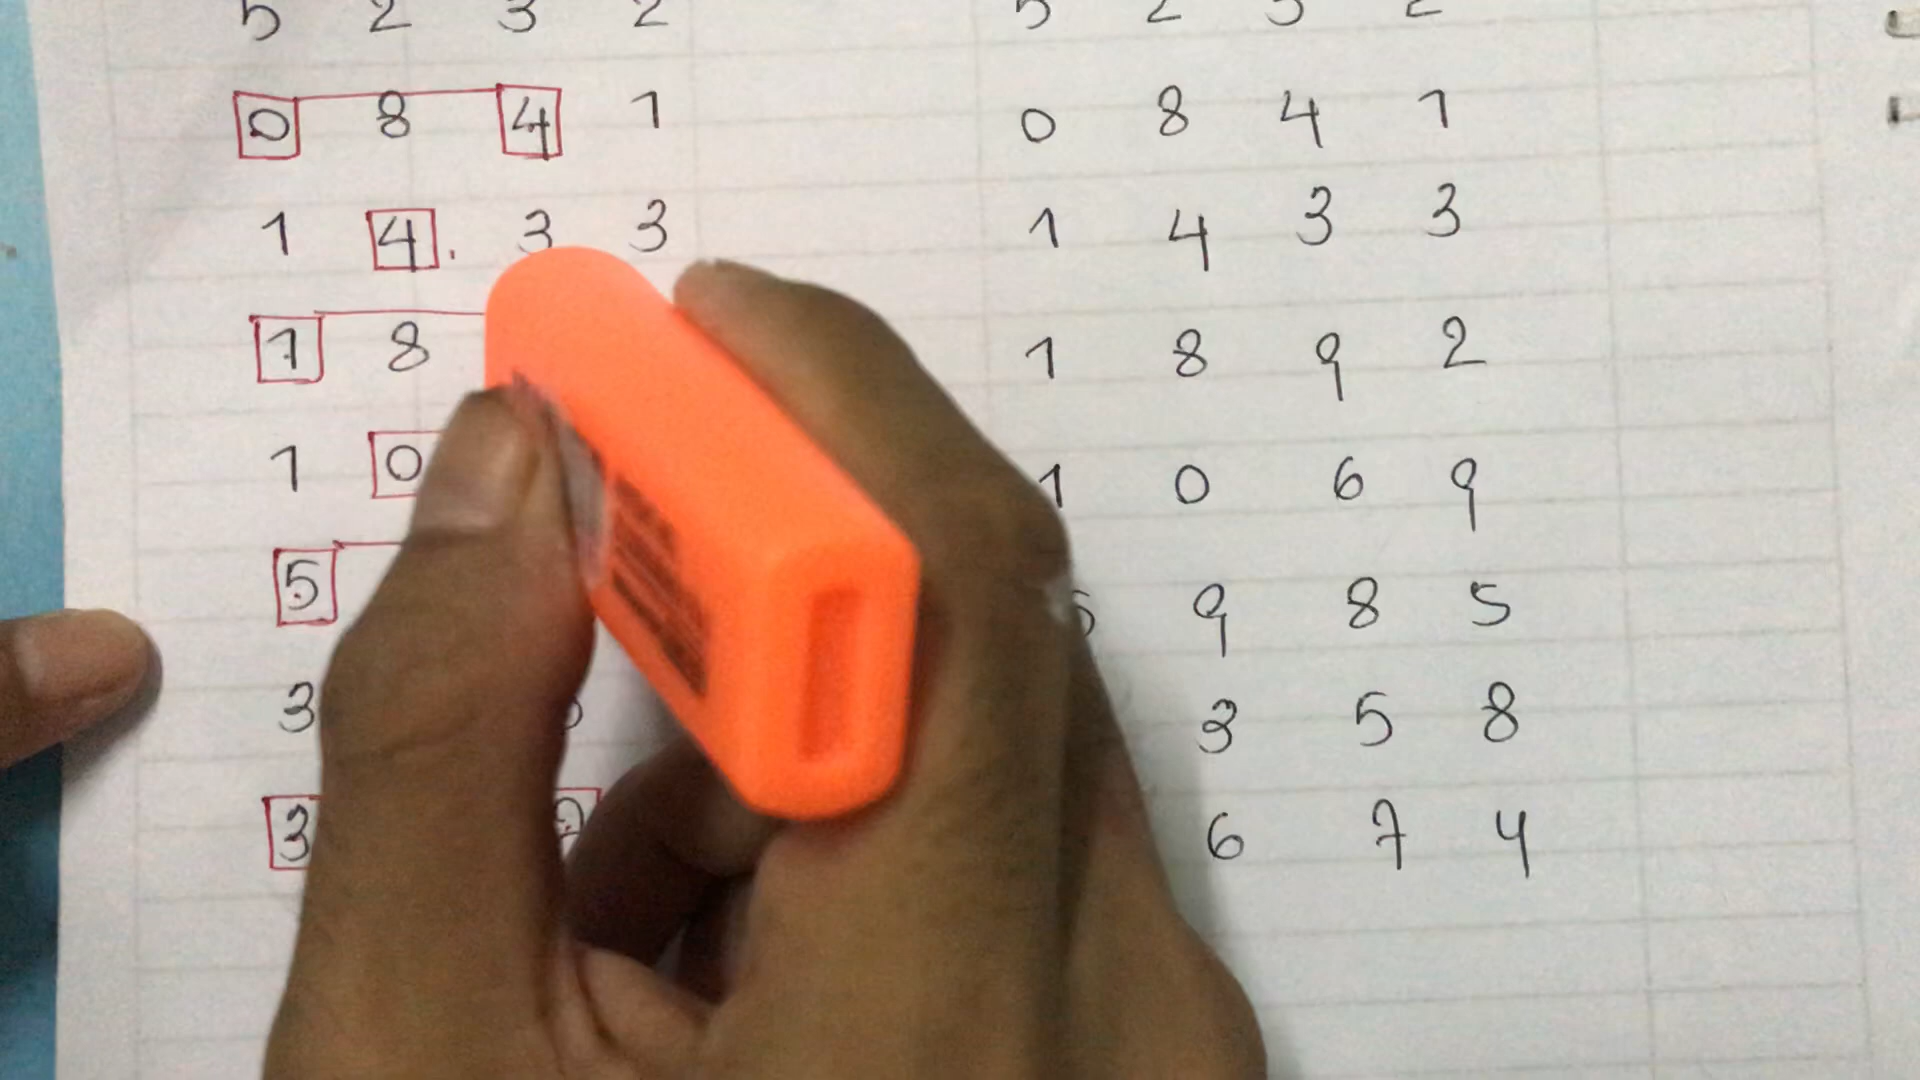 5 2 3 2 5 2 3 2
0 8 4 1 0 8 4 1
1 4. 3 3 1 4 3 3
1 8 1 8 9 2
1 0 1 0 6 9
5 9 8 5
3 3 5 8
3 6 7 4